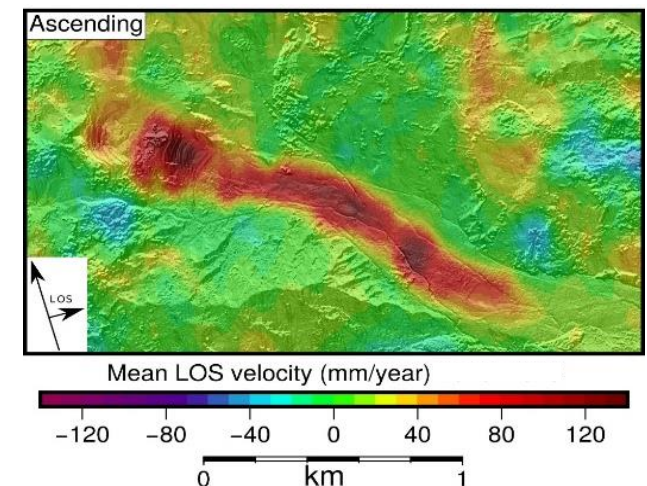 Ascending
LOS
Mean LOS velocity (mm/year)
−120 −80 −40 0 40 80 120
0 km 1